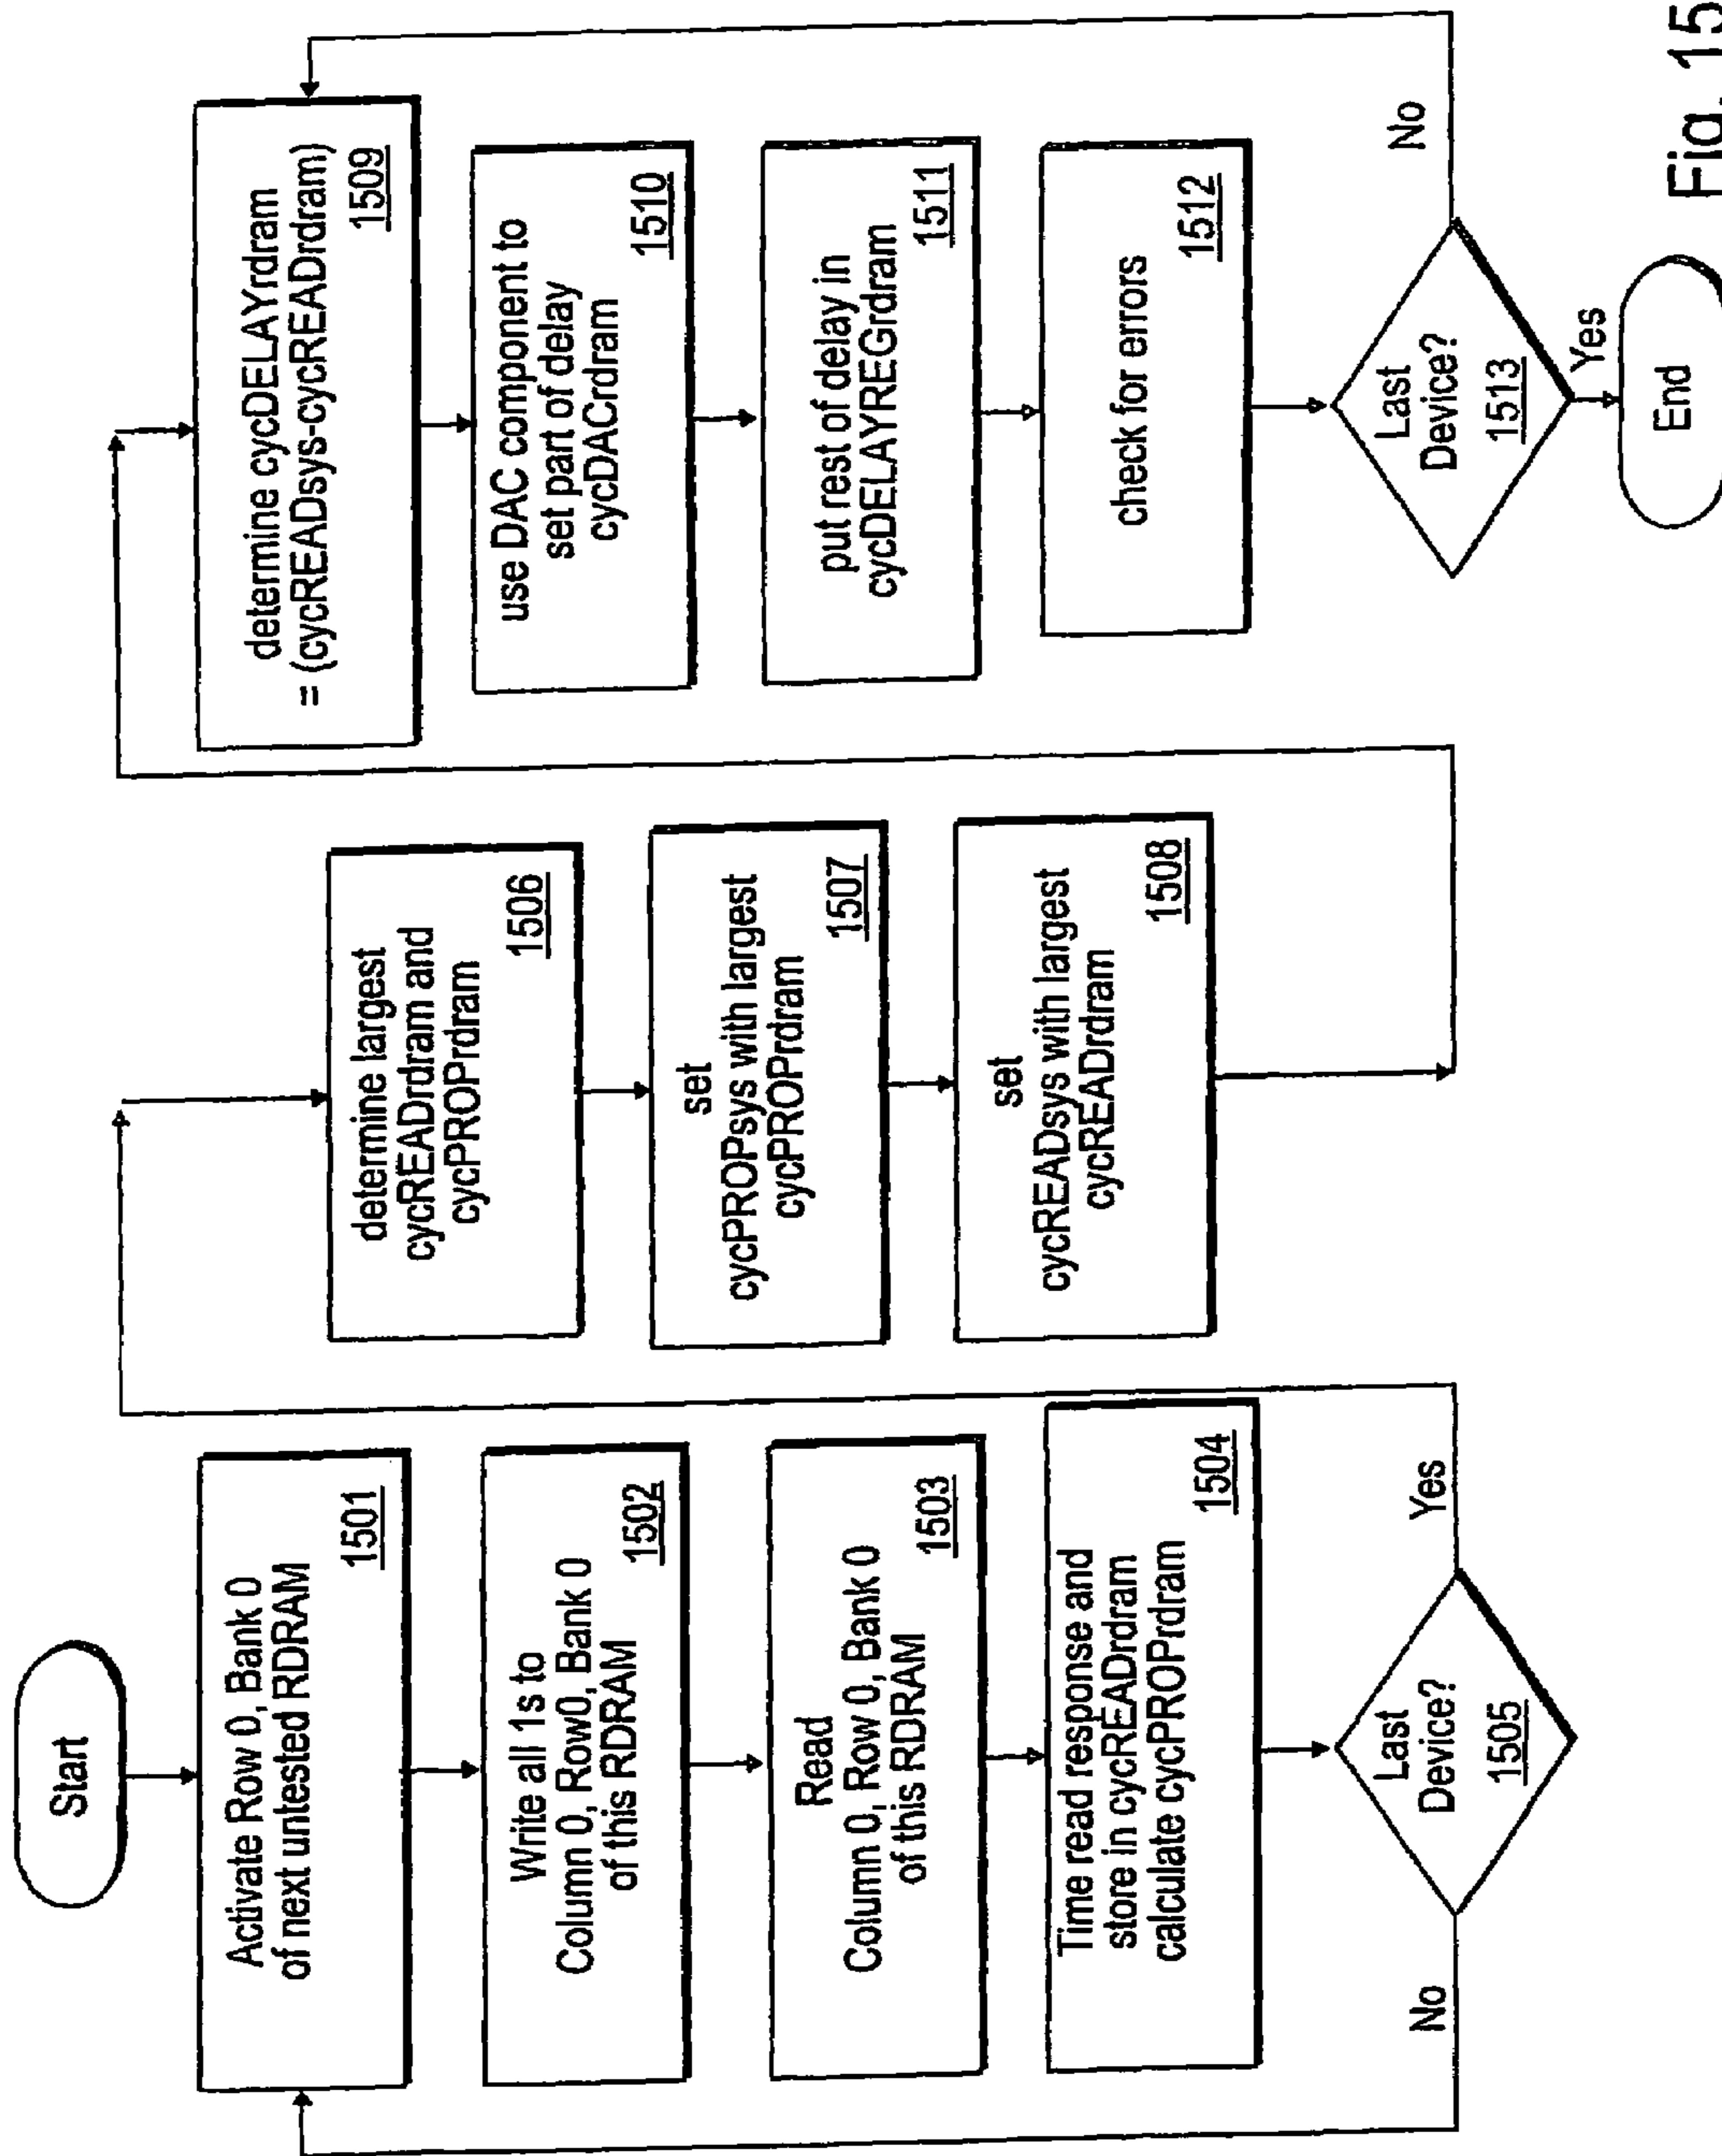 Start
Activate Row 0, Bank 0
of next untested RDRAM
1501
Write all 1s to
Column 0, Row0, Bank 0
of this RDRAM
1502
Read
Column 0, Row 0, Bank 0
of this RDRAM
1503
Time read response and
store in cycREADrdram
calculate cycPROPrdram
1504
Last
Device?
1505
No
Yes
determine largest
cycREADrdram and
cycPROPrdram
1506
set
cycPROPsys with largest
cycPROPrdram
1507
set
cycREADsys with largest
cycREADrdram
1508
determine cycDELAYrdram
= (cycREADsys-cycREADrdram)
1509
use DAC component to
set part of delay
cycDACrdram
1510
put rest of delay in
cycDELAYREGrdram
1511
check for errors
1512
Last
Device?
1513
No
Yes
End
Fig. 15